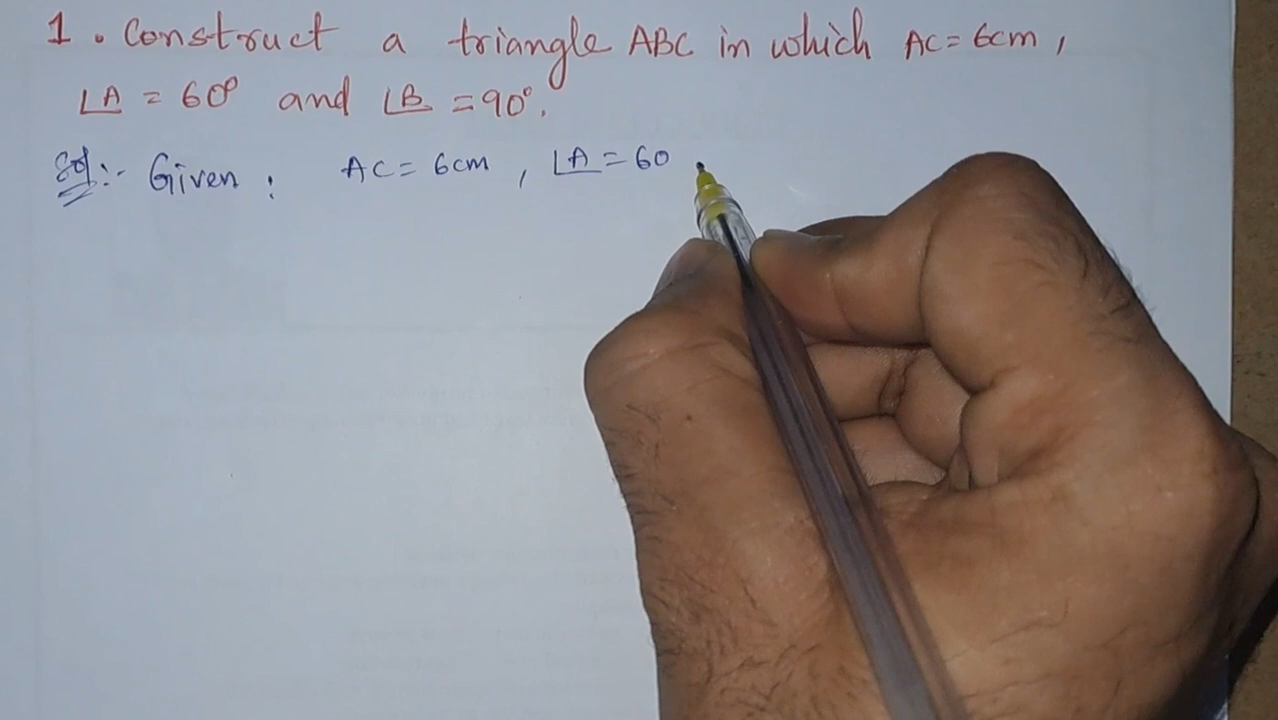 1. Construct a triangle ABC in which AC = 6cm,
∠A = 60° and ∠B = 90°.
Sol:- Given : AC = 6cm, ∠A = 60